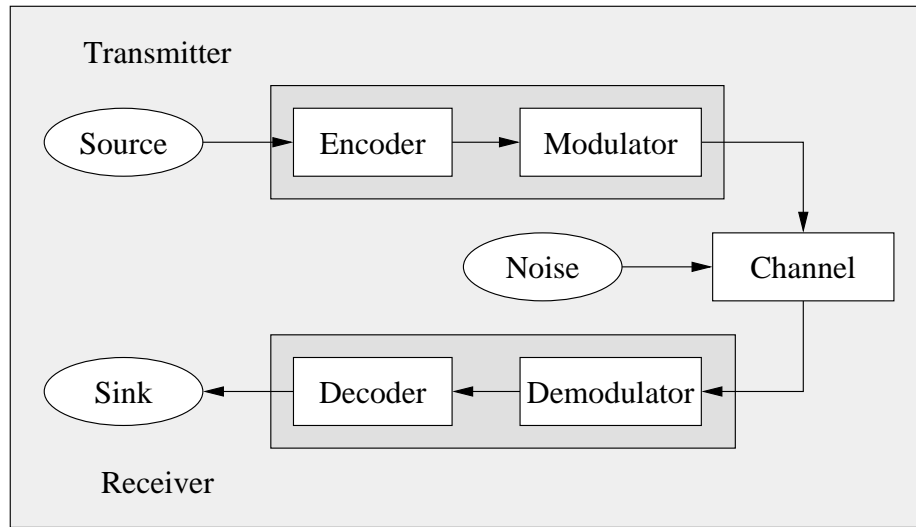 Transmitter
Source
Encoder
Modulator
Noise
Channel
Sink
Decoder
Demodulator
Receiver